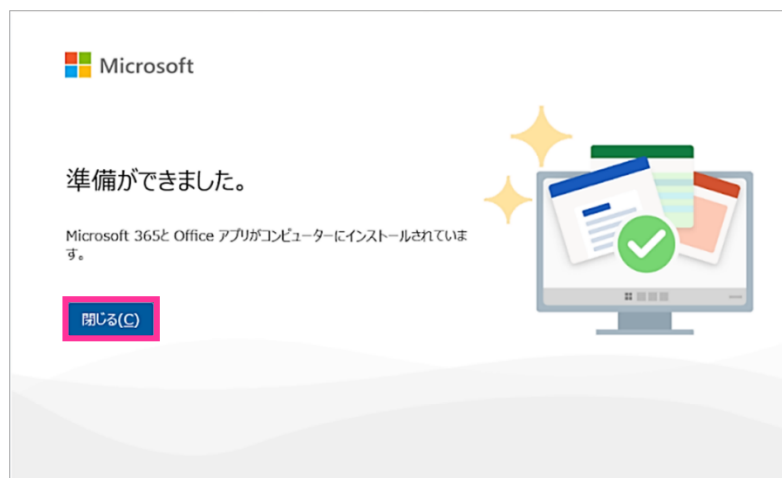 Microsoft
準備ができました。
Microsoft 365と Office アプリがコンピューターにインストールされていま
す。
閉じる(C)